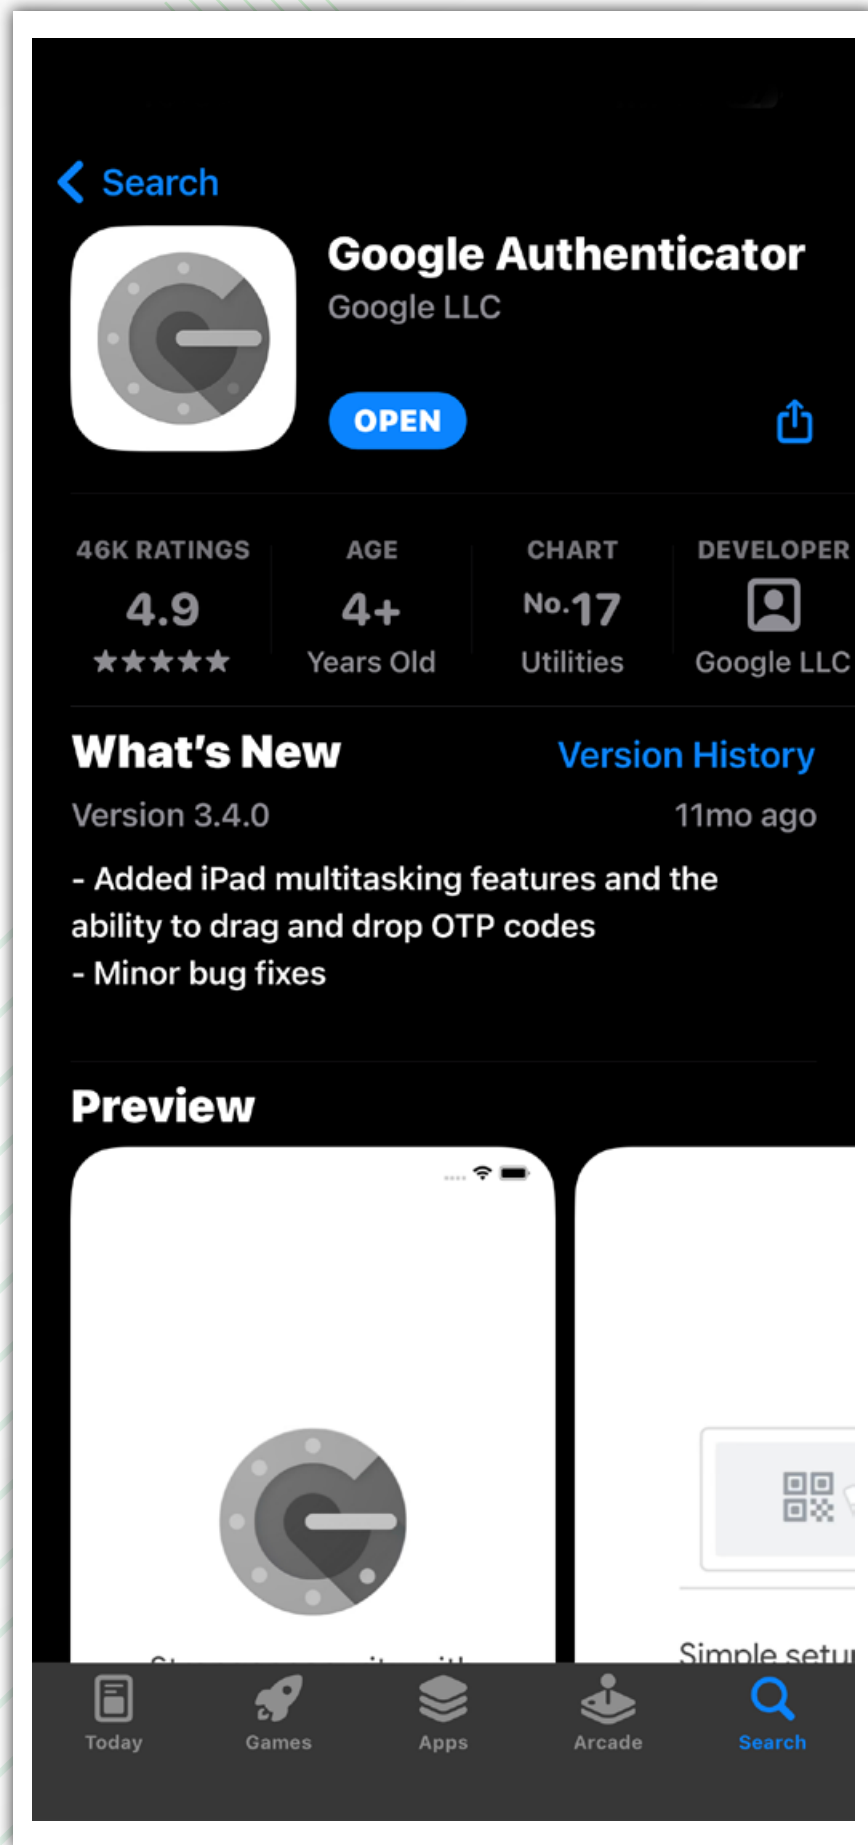 Search
Google Authenticator
Google LLC
OPEN
46K RATINGS
4.9
AGE
4+
Years Old
CHART
No.17
Utilities
DEVELOPER
Google LLC
What's New
Version History
Version 3.4.0
11mo ago
- Added iPad multitasking features and the
ability to drag and drop OTP codes
- Minor bug fixes
Preview
Simple setu
Today
Games
Apps
Arcade
Search